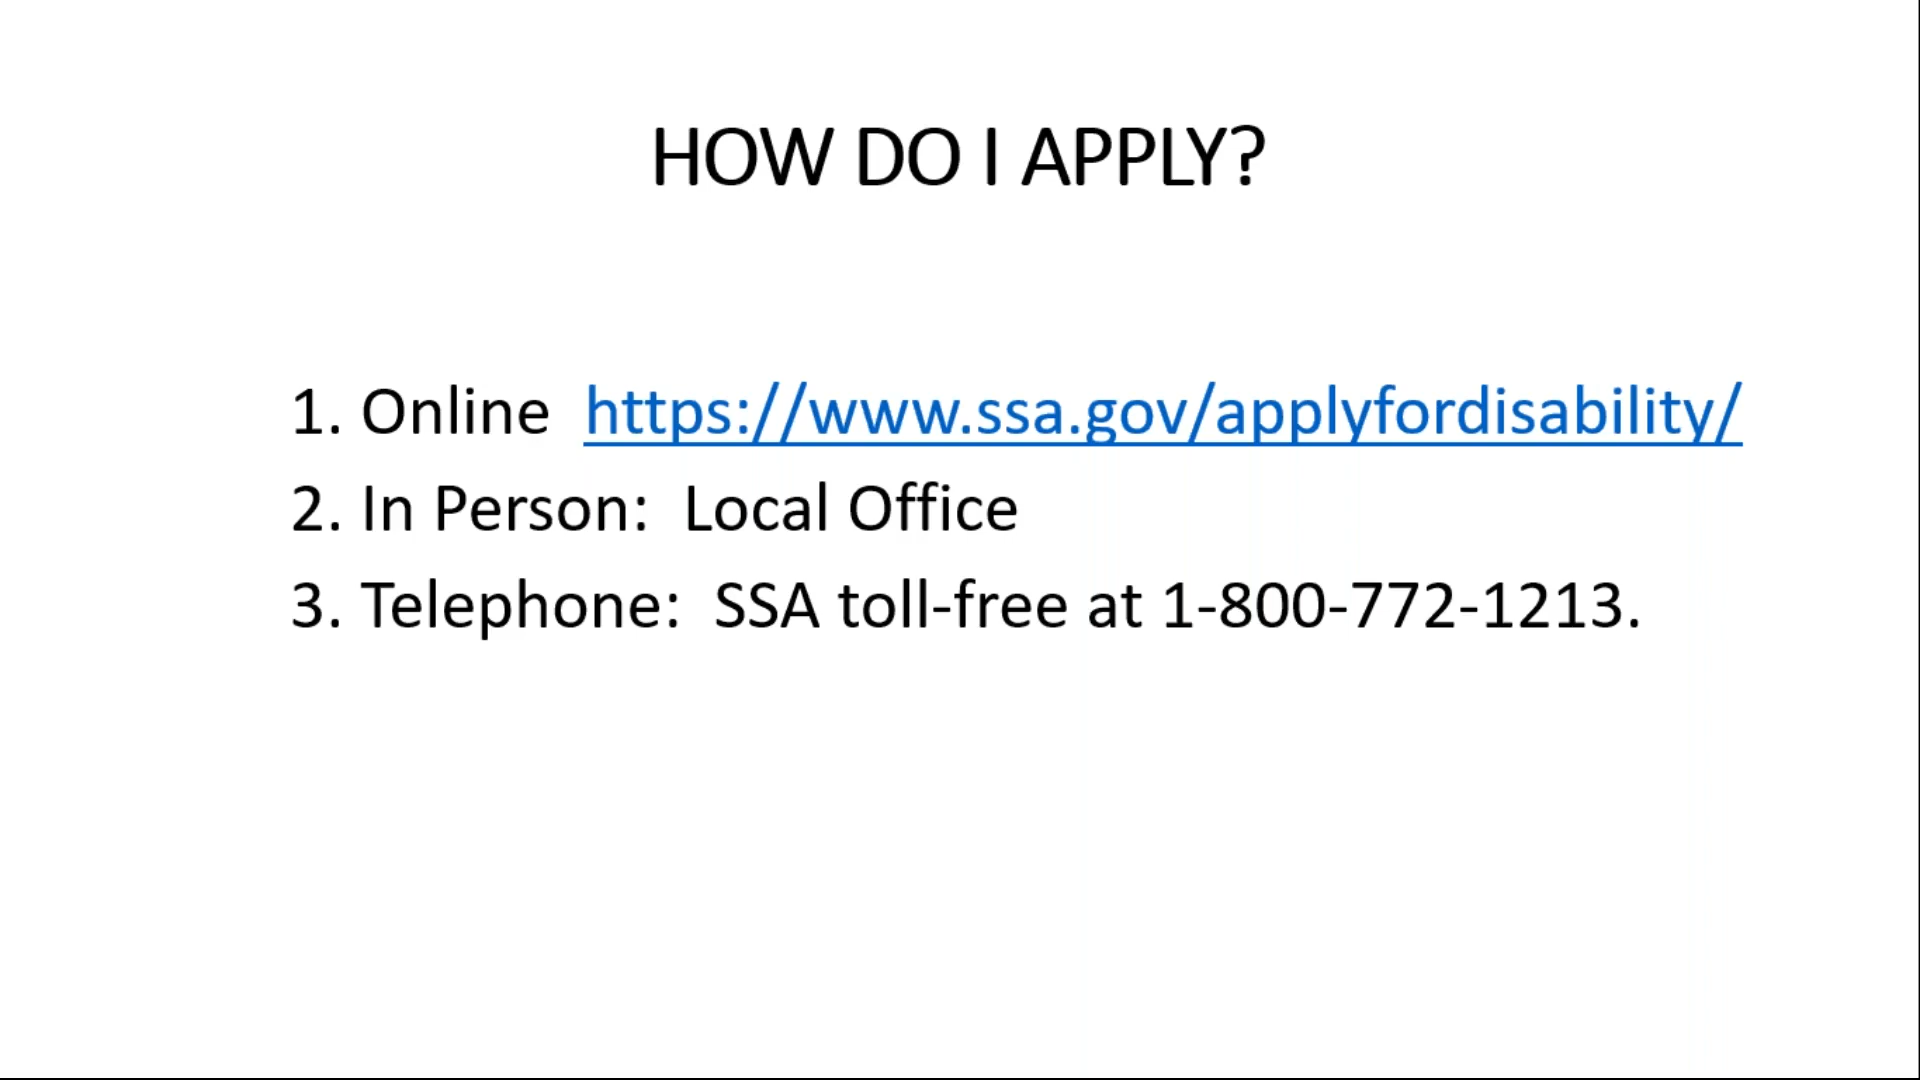 HOW DO I APPLY?
1. Online  https://www.ssa.gov/applyfordisability/
2. In Person:  Local Office
3. Telephone:  SSA toll-free at 1-800-772-1213.